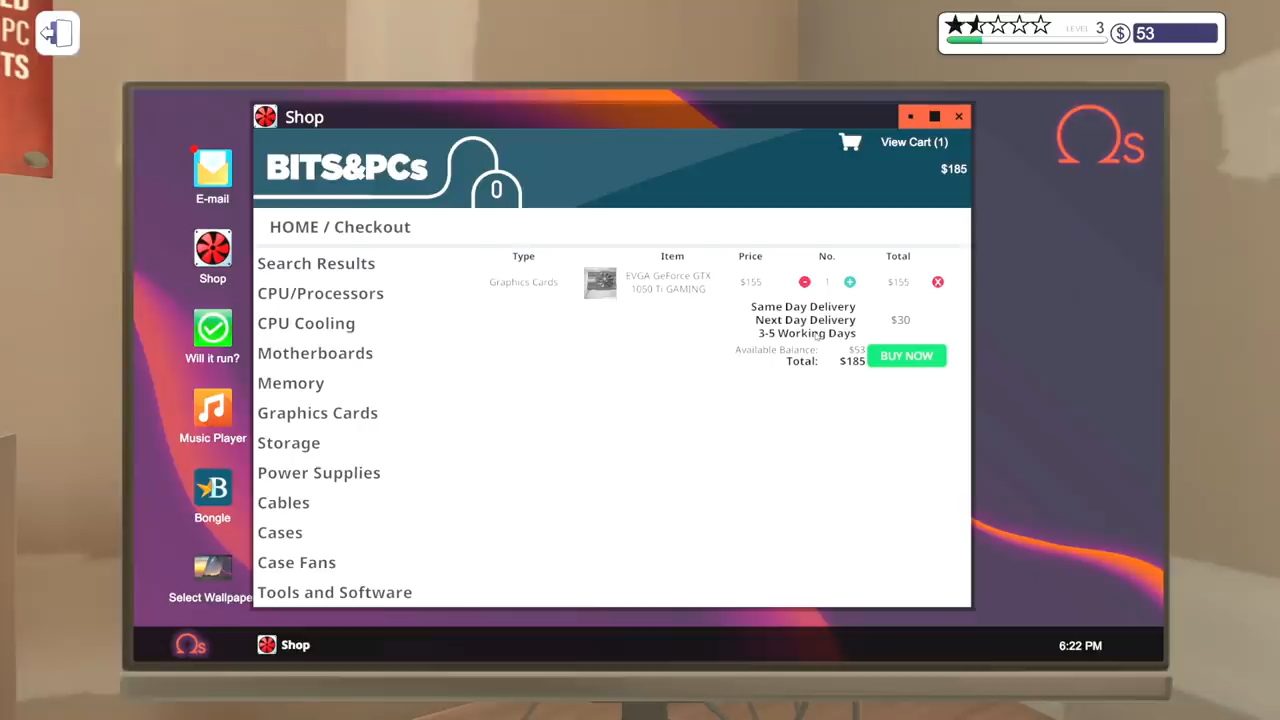 PC
TS
LEVEL 3
$ 53
Shop
BITS&PCs
View Cart (1)
$185
HOME / Checkout
E-mail
Shop
Will it run?
Music Player
B
Bongle
Select Wallpape
Search Results
CPU/Processors
CPU Cooling
Motherboards
Memory
Graphics Cards
Storage
Power Supplies
Cables
Cases
Case Fans
Tools and Software
Type Item Price No. Total
Graphics Cards EVGA GeForce GTX $155 1 $155
1050 Ti GAMING
Same Day Delivery
Next Day Delivery $30
3-5 Working Days
Available Balance: $53
Total: $185
BUY NOW
Ωs
Ωs
Shop
6:22 PM